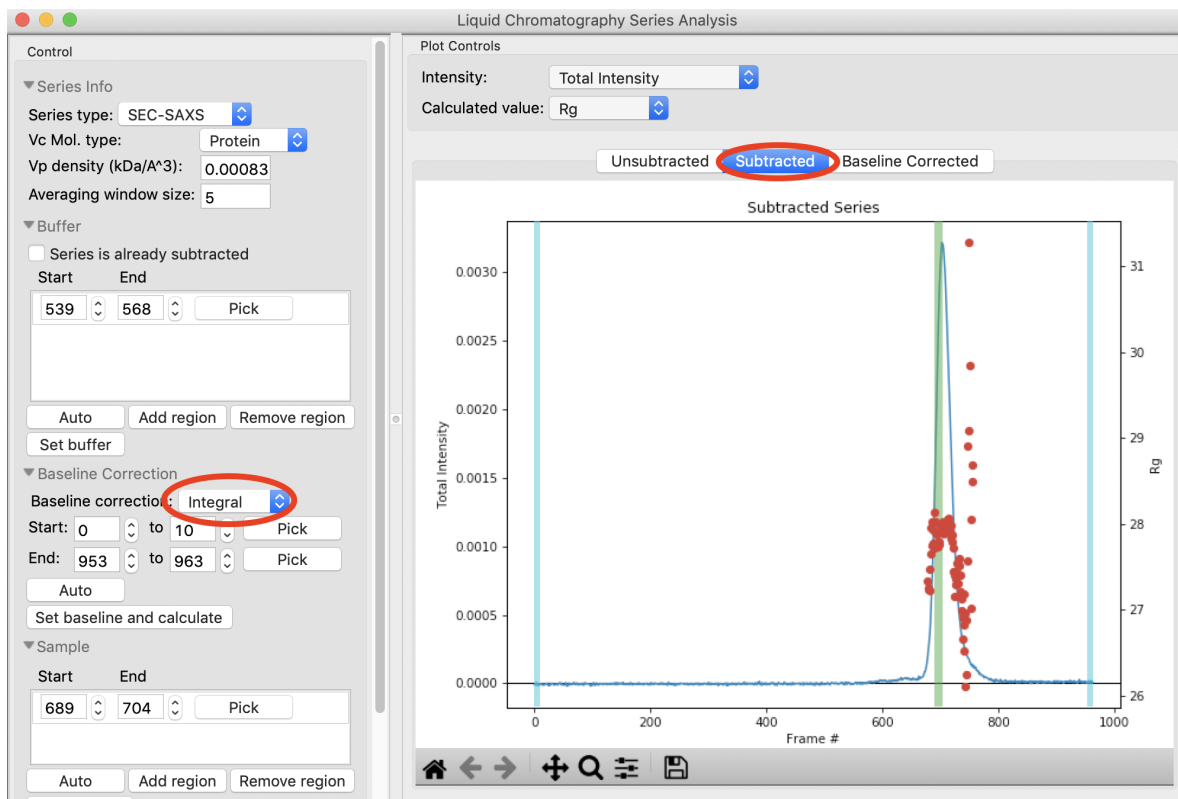 Liquid Chromatography Series Analysis
Control
Series Info
Series type: SEC-SAXS
Vc Mol. type: Protein
Vp density (kDa/A^3): 0.00083
Averaging window size: 5
Buffer
Series is already subtracted
Start End
539 568 Pick
Auto Add region Remove region
Set buffer
Baseline Correction
Baseline correction: Integral
Start: 0 to 10 Pick
End: 953 to 963 Pick
Auto
Set baseline and calculate
Sample
Start End
689 704 Pick
Auto Add region Remove region
Plot Controls
Intensity: Total Intensity
Calculated value: Rg
Unsubtracted Subtracted Baseline Corrected
Subtracted Series
0.0030
0.0025
0.0020
0.0015
0.0010
0.0005
0.0000
Total Intensity
31
30
29
28
27
26
Rg
0 200 400 600 800 1000
Frame #